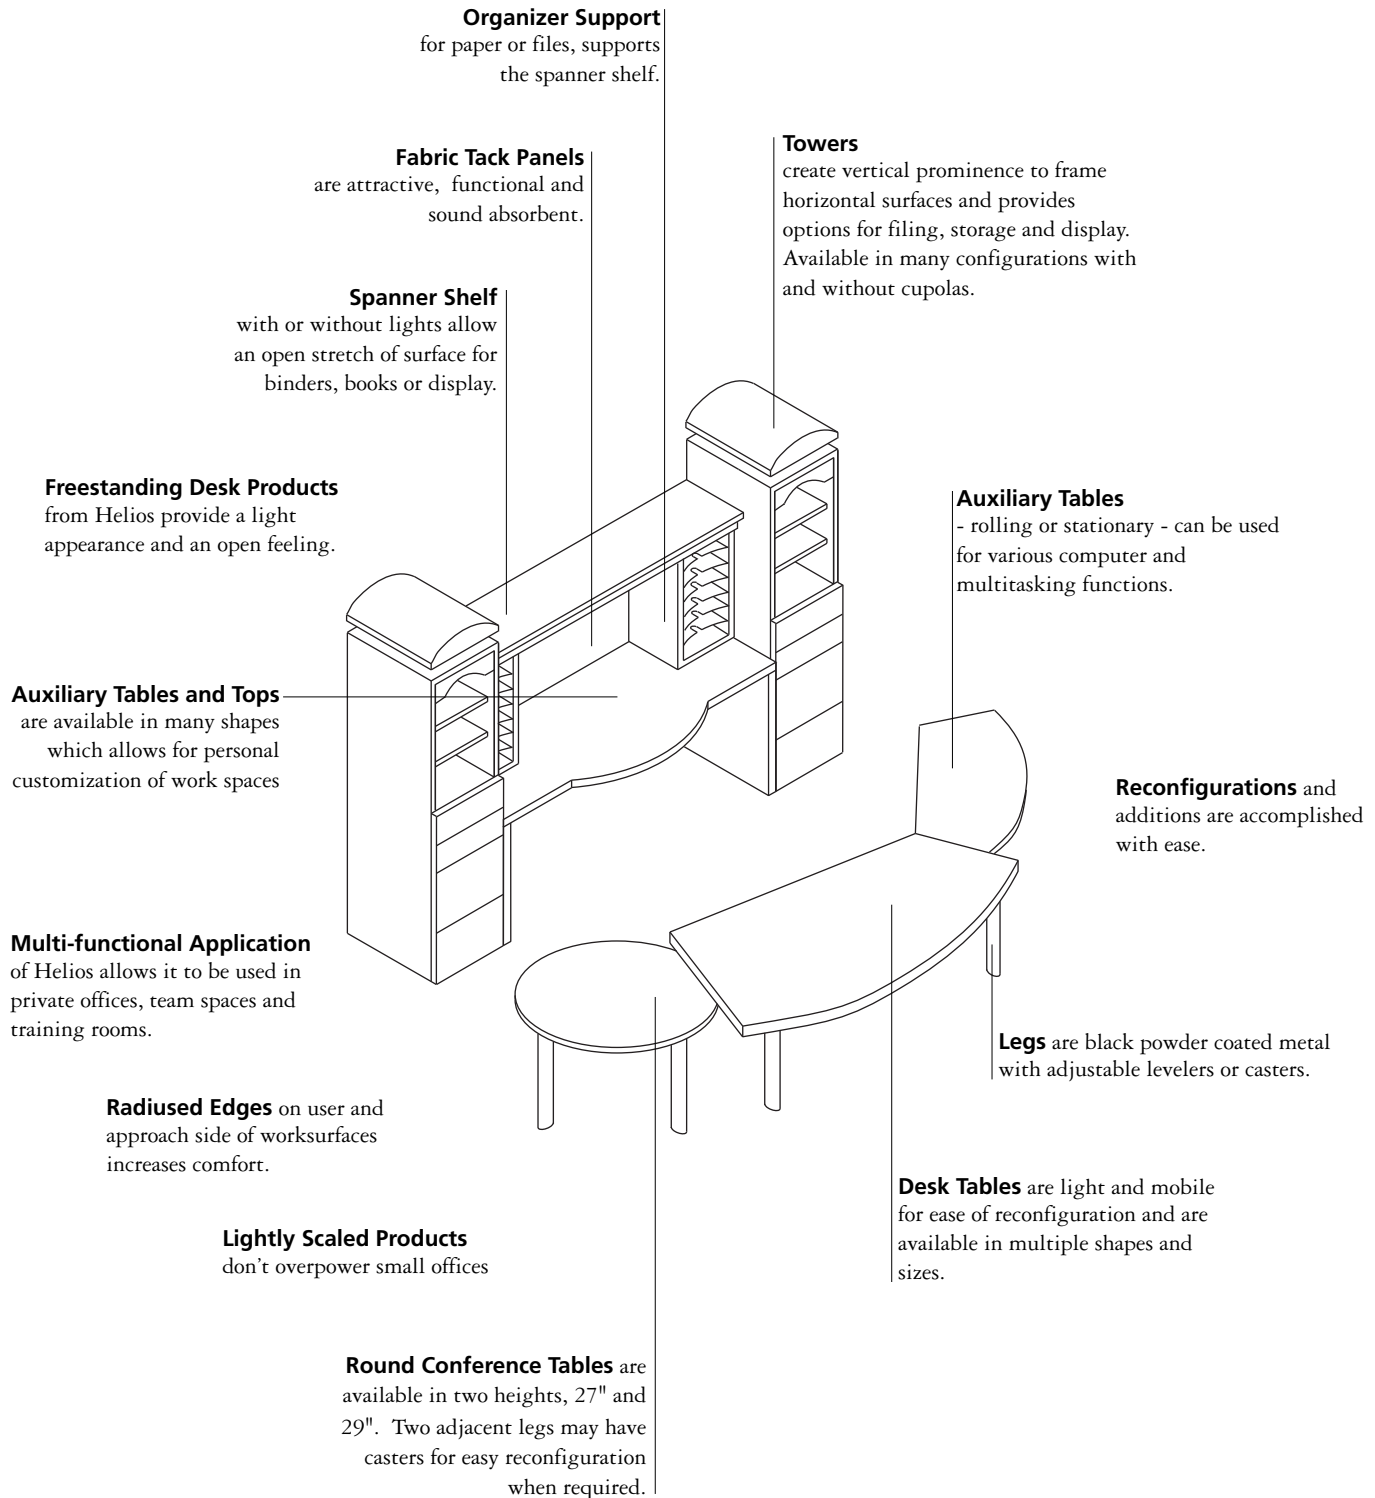 Organizer Support
for paper or files, supports
the spanner shelf.
Fabric Tack Panels
are attractive, functional and
sound absorbent.
Towers
create vertical prominence to frame
horizontal surfaces and provides
options for filing, storage and display.
Available in many configurations with
and without cupolas.
Spanner Shelf
with or without lights allow
an open stretch of surface for
binders, books or display.
Freestanding Desk Products
from Helios provide a light
appearance and an open feeling.
Auxiliary Tables
- rolling or stationary - can be used
for various computer and
multitasking functions.
Auxiliary Tables and Tops
are available in many shapes
which allows for personal
customization of work spaces
Reconfigurations and
additions are accomplished
with ease.
Multi-functional Application
of Helios allows it to be used in
private offices, team spaces and
training rooms.
Legs are black powder coated metal
with adjustable levelers or casters.
Radiused Edges on user and
approach side of worksurfaces
increases comfort.
Desk Tables are light and mobile
for ease of reconfiguration and are
available in multiple shapes and
sizes.
Lightly Scaled Products
don't overpower small offices
Round Conference Tables are
available in two heights, 27" and
29". Two adjacent legs may have
casters for easy reconfiguration
when required.